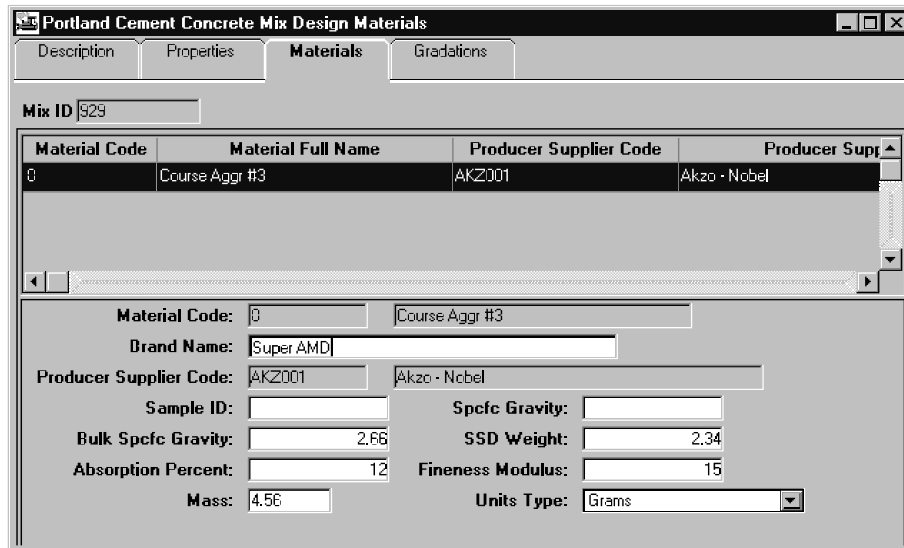 Portland Cement Concrete Mix Design Materials
Description Properties Materials Gradations
Mix ID 929
Material Code Material Full Name Producer Supplier Code Producer Supp
0 Course Aggr #3 AKZ001 Akzo - Nobel
Material Code: 0 Course Aggr #3
Brand Name: Super AMD
Producer Supplier Code: AKZ001 Akzo - Nobel
Sample ID: Spcfc Gravity:
Bulk Spcfc Gravity: 2.66 SSD Weight: 2.34
Absorption Percent: 12 Fineness Modulus: 15
Mass: 4.56 Units Type: Grams